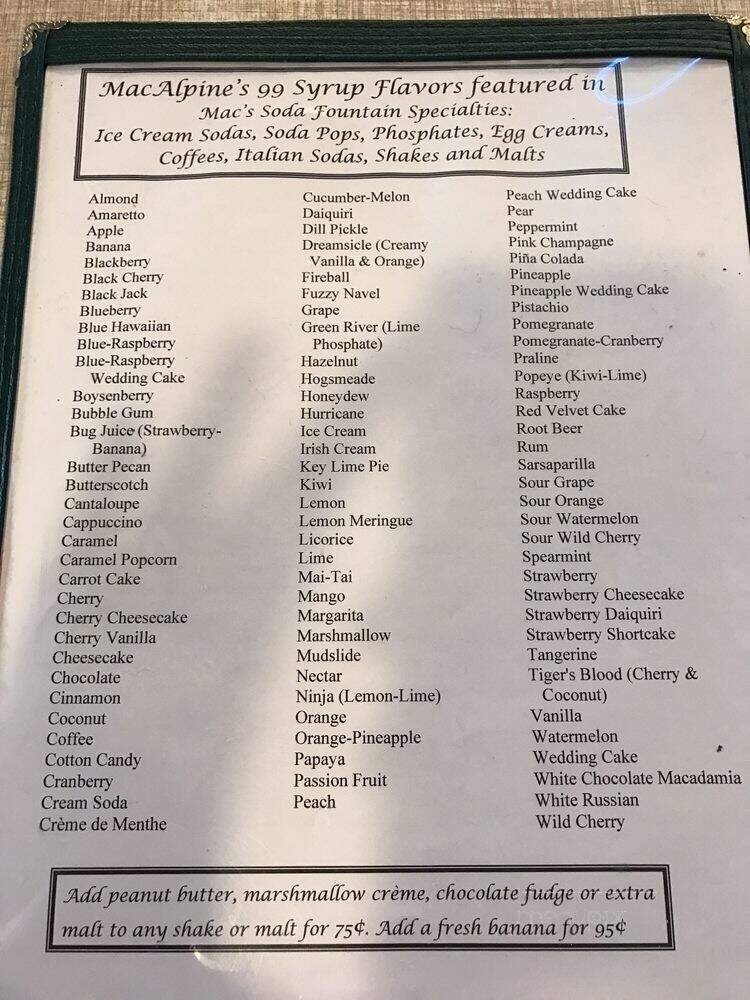 MacAlpine's 99 Syrup Flavors featured in
Mac's Soda Fountain Specialties:
Ice Cream Sodas, Soda Pops, Phosphates, Egg Creams,
Coffees, Italian Sodas, Shakes and Malts
Almond
Amaretto
Apple
Banana
Blackberry
Black Cherry
Black Jack
Blueberry
Blue Hawaiian
Blue-Raspberry
Blue-Raspberry
Wedding Cake
Boysenberry
Bubble Gum
Bug Juice (Strawberry-
Banana)
Butter Pecan
Butterscotch
Cantaloupe
Cappuccino
Caramel
Caramel Popcorn
Carrot Cake
Cherry
Cherry Cheesecake
Cherry Vanilla
Cheesecake
Chocolate
Cinnamon
Coconut
Coffee
Cotton Candy
Cranberry
Cream Soda
Crème de Menthe
Cucumber-Melon
Daiquiri
Dill Pickle
Dreamsicle (Creamy
Vanilla & Orange)
Fireball
Fuzzy Navel
Grape
Green River (Lime
Phosphate)
Hazelnut
Hogsmeade
Honeydew
Hurricane
Ice Cream
Irish Cream
Key Lime Pie
Kiwi
Lemon
Lemon Meringue
Licorice
Lime
Mai-Tai
Mango
Margarita
Marshmallow
Mudslide
Nectar
Ninja (Lemon-Lime)
Orange
Orange-Pineapple
Papaya
Passion Fruit
Peach
Peach Wedding Cake
Pear
Peppermint
Pink Champagne
Piña Colada
Pineapple
Pineapple Wedding Cake
Pistachio
Pomegranate
Pomegranate-Cranberry
Praline
Popeye (Kiwi-Lime)
Raspberry
Red Velvet Cake
Root Beer
Rum
Sarsaparilla
Sour Grape
Sour Orange
Sour Watermelon
Sour Wild Cherry
Spearmint
Strawberry
Strawberry Cheesecake
Strawberry Daiquiri
Strawberry Shortcake
Tangerine
Tiger's Blood (Cherry &
Coconut)
Vanilla
Watermelon
Wedding Cake
White Chocolate Macadamia
White Russian
Wild Cherry
Add peanut butter, marshmallow crème, chocolate fudge or extra
malt to any shake or malt for 75¢. Add a fresh banana for 95¢